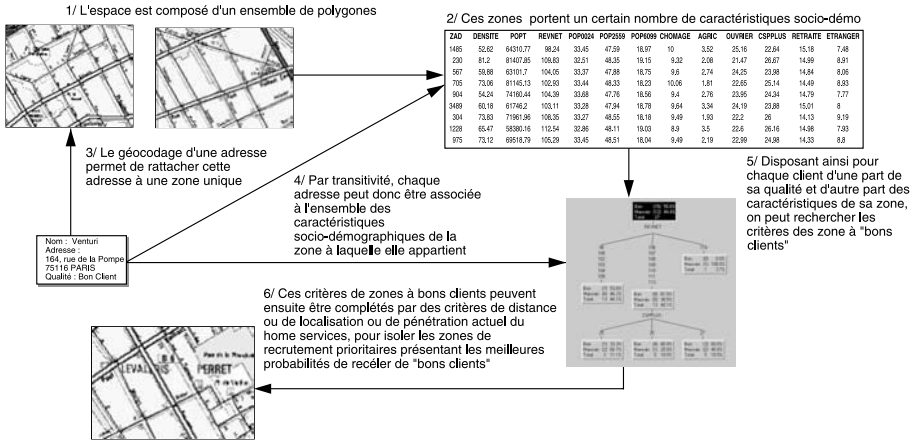 1/ L'espace est composé d'un ensemble de polygones
2/ Ces zones portent un certain nombre de caractéristiques socio-démo
ZAD DENSITE POPT REVNET POP0024 POP2559 POP6099 CHOMAGE AGRIC OUVRIER CSPPLUS RETRAITE ETRANGER
1485 52,62 64310.77 98.24 33,45 47.59 18,97 10 3.52 25.16 22,64 15,18 7.48
230 81.2 81407.85 109.83 32.51 48.35 19.15 9.32 2.08 21.47 26.67 14.99 8.91
567 59,88 63101.7 104.05 33.37 47.88 18.75 9,6 2.74 24.25 23.98 14.84 8.06
705 73.06 81145.13 102.93 33.44 48.33 18.23 10.06 1.81 22.65 25.14 14.49 8.93
904 54.24 74160.44 104.39 33.68 47.76 18.56 9.4 2.76 23.95 24.34 14.79 7.77
3489 60,18 61746.2 103.11 33.28 47.94 18.78 9.64 3.34 24.19 23,88 15.01 8
304 73.83 71961.96 108.35 33.27 48.55 18.18 9.49 1.93 22.2 26 14.13 9.19
1228 65.47 58380.16 112.54 32.86 48.11 19.03 8.9 3.5 22.6 26.16 14.98 7.93
975 73,12 69518.79 105.29 33.45 48,51 18.04 9,49 2,19 22,99 24,98 14,33 8.8
3/ Le géocodage d'une adresse
permet de rattacher cette
adresse à une zone unique
4/ Par transitivité, chaque
adresse peut donc être associée
à l'ensemble des
caractéristiques
socio-démographiques de la
zone à laquelle elle appartient
5/ Disposant ainsi pour
chaque client d'une part de
sa qualité et d'autre part des
caractéristiques de sa zone,
on peut rechercher les
critères des zone à "bons
clients"
Nom : Venturi
Adresse :
164, rue de la Pompe
75116 PARIS
Qualité : Bon Client
REVNET
CSPPLUS
6/ Ces critères de zones à bons clients peuvent
ensuite être complétés par des critères de distance
ou de localisation ou de pénétration actuel du
home services, pour isoler les zones de
recrutement prioritaires présentant les meilleures
probabilités de recéler de "bons clients"
LEVALLOIS
PERRET